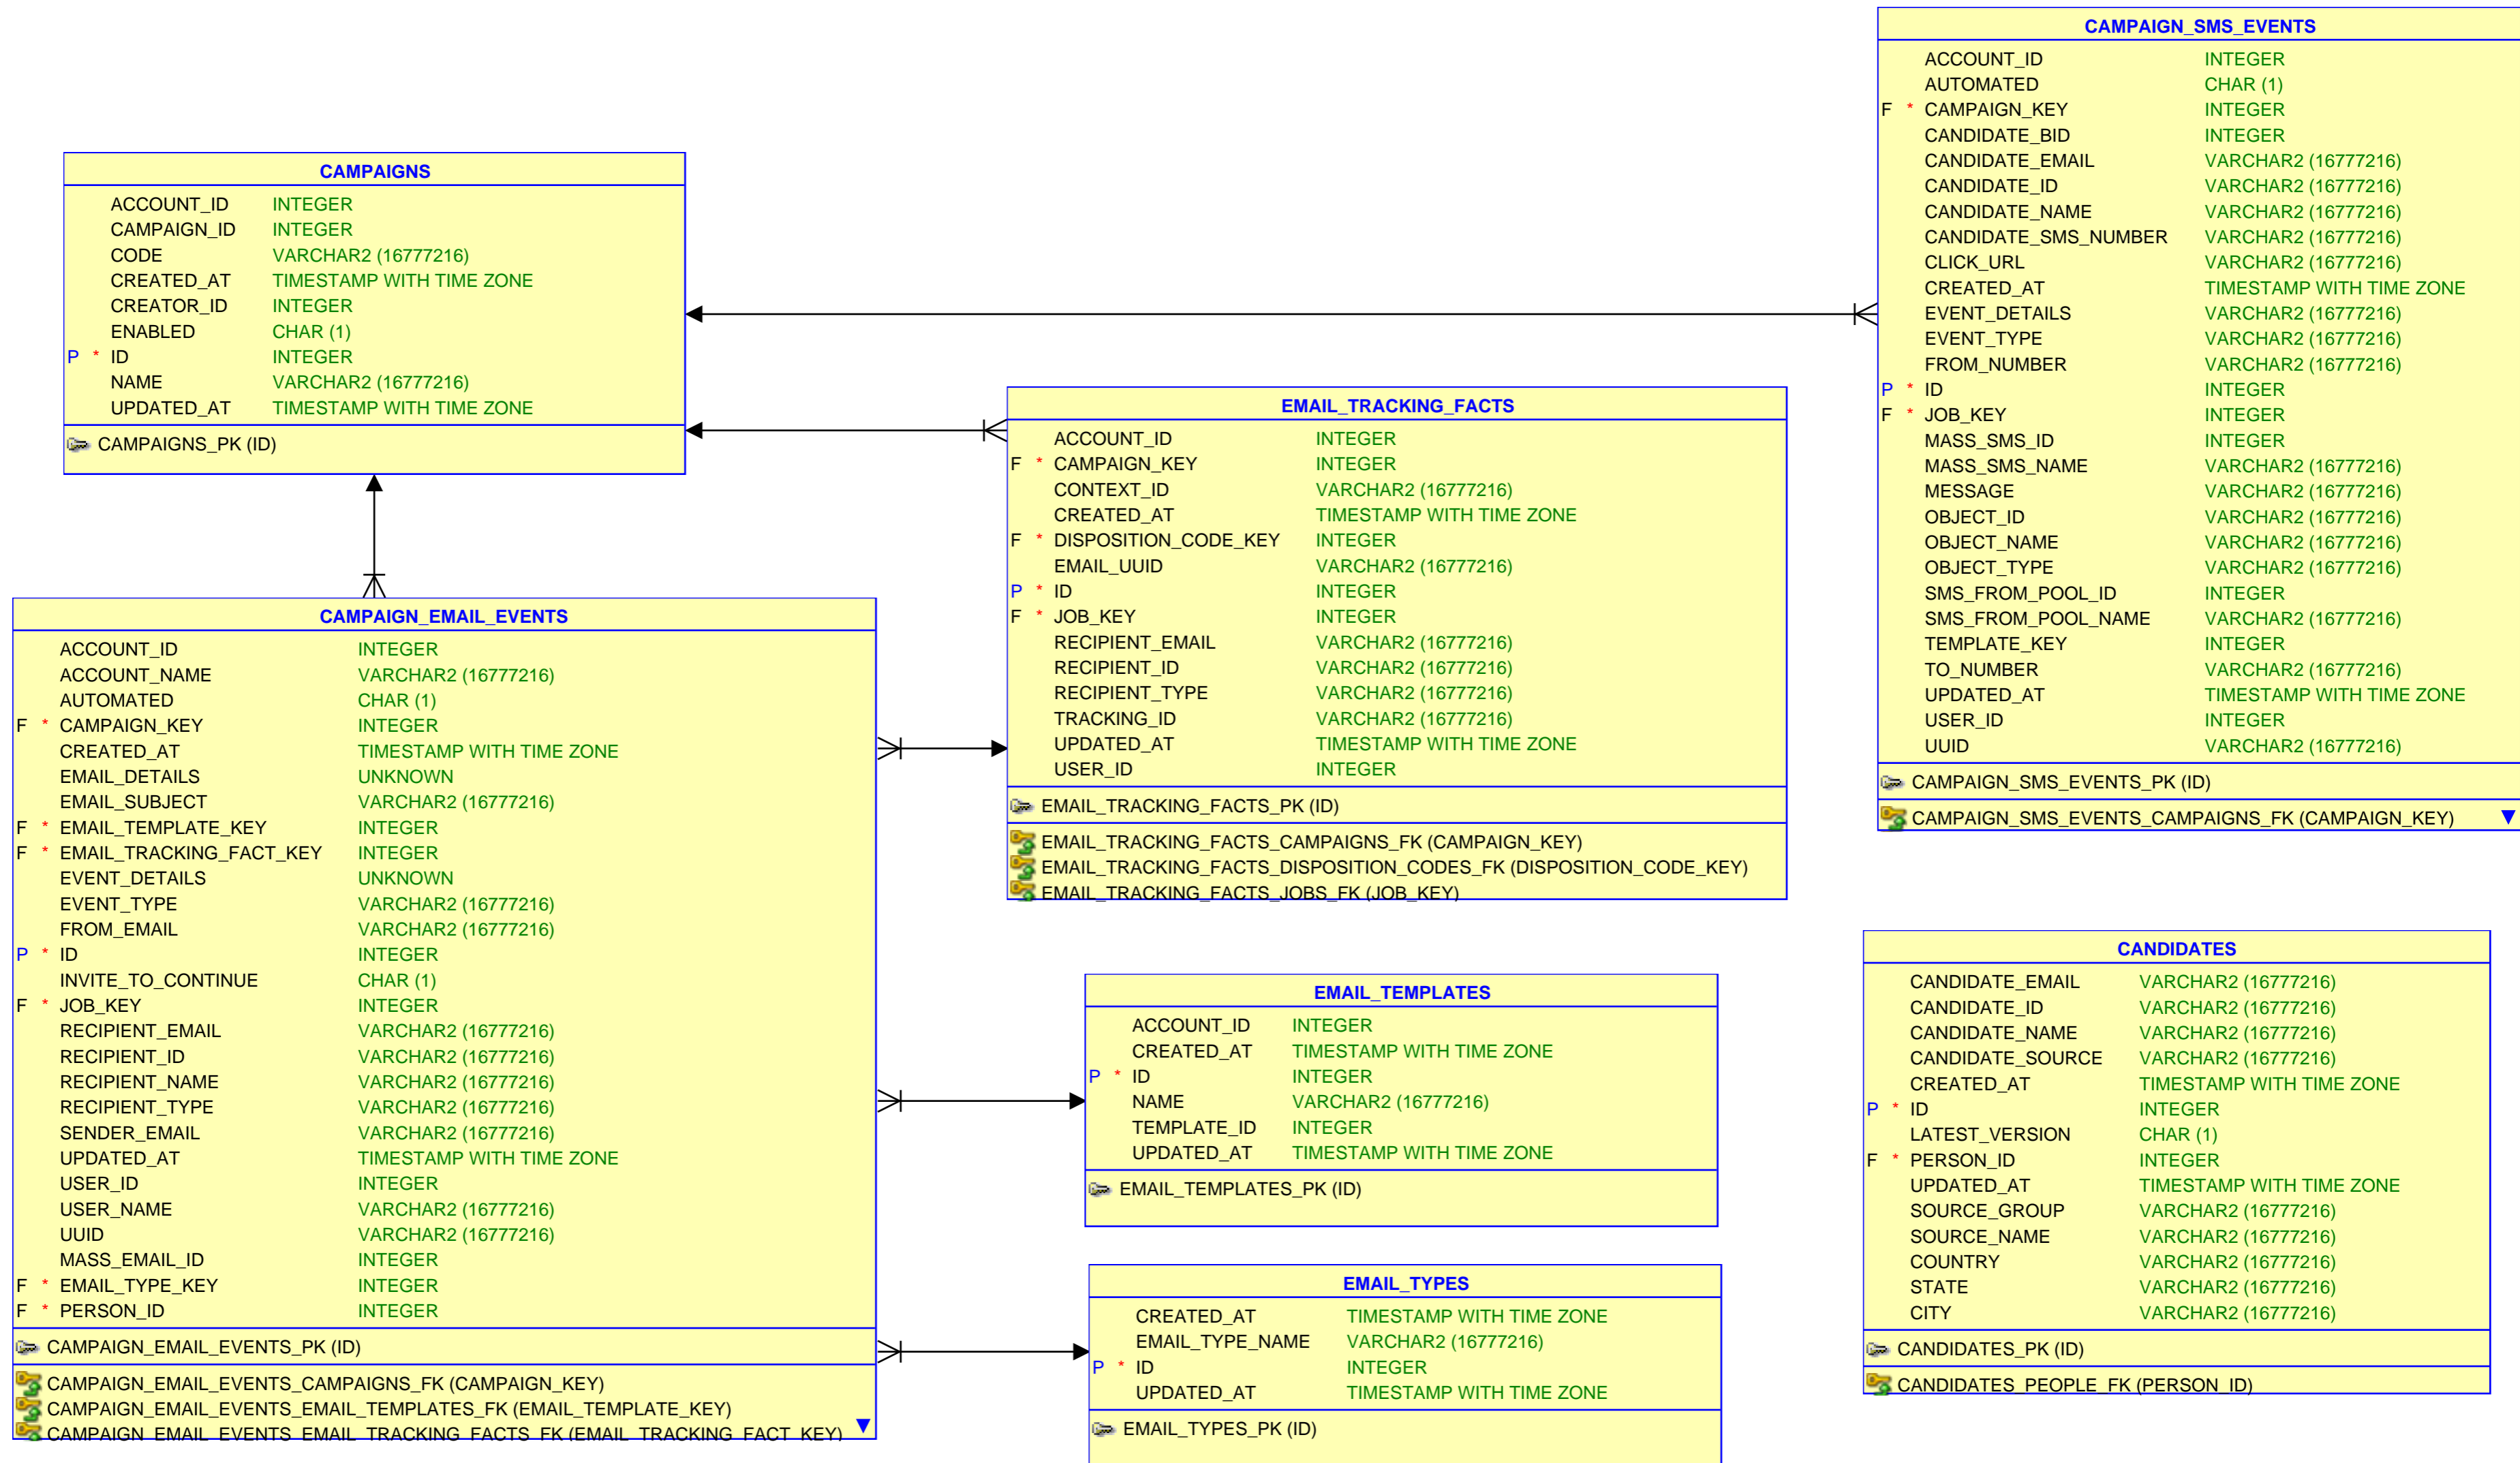 CAMPAIGN_SMS_EVENTS
ACCOUNT_ID INTEGER
AUTOMATED CHAR (1)
F * CAMPAIGN_KEY INTEGER
CANDIDATE_BID INTEGER
CANDIDATE_EMAIL VARCHAR2 (16777216)
CANDIDATE_ID VARCHAR2 (16777216)
CANDIDATE_NAME VARCHAR2 (16777216)
CANDIDATE_SMS_NUMBER VARCHAR2 (16777216)
CLICK_URL VARCHAR2 (16777216)
CREATED_AT TIMESTAMP WITH TIME ZONE
EVENT_DETAILS VARCHAR2 (16777216)
EVENT_TYPE VARCHAR2 (16777216)
FROM_NUMBER VARCHAR2 (16777216)
P * ID INTEGER
F * JOB_KEY INTEGER
MASS_SMS_ID INTEGER
MASS_SMS_NAME VARCHAR2 (16777216)
MESSAGE VARCHAR2 (16777216)
OBJECT_ID VARCHAR2 (16777216)
OBJECT_NAME VARCHAR2 (16777216)
OBJECT_TYPE VARCHAR2 (16777216)
SMS_FROM_POOL_ID INTEGER
SMS_FROM_POOL_NAME VARCHAR2 (16777216)
TEMPLATE_KEY INTEGER
TO_NUMBER VARCHAR2 (16777216)
UPDATED_AT TIMESTAMP WITH TIME ZONE
USER_ID INTEGER
UUID VARCHAR2 (16777216)
CAMPAIGN_SMS_EVENTS_PK (ID)
CAMPAIGN_SMS_EVENTS_CAMPAIGNS_FK (CAMPAIGN_KEY)
CAMPAIGNS
ACCOUNT_ID INTEGER
CAMPAIGN_ID INTEGER
CODE VARCHAR2 (16777216)
CREATED_AT TIMESTAMP WITH TIME ZONE
CREATOR_ID INTEGER
ENABLED CHAR (1)
P * ID INTEGER
NAME VARCHAR2 (16777216)
UPDATED_AT TIMESTAMP WITH TIME ZONE
CAMPAIGNS_PK (ID)
EMAIL_TRACKING_FACTS
ACCOUNT_ID INTEGER
F * CAMPAIGN_KEY INTEGER
CONTEXT_ID VARCHAR2 (16777216)
CREATED_AT TIMESTAMP WITH TIME ZONE
F * DISPOSITION_CODE_KEY INTEGER
EMAIL_UUID VARCHAR2 (16777216)
P * ID INTEGER
F * JOB_KEY INTEGER
RECIPIENT_EMAIL VARCHAR2 (16777216)
RECIPIENT_ID VARCHAR2 (16777216)
RECIPIENT_TYPE VARCHAR2 (16777216)
TRACKING_ID VARCHAR2 (16777216)
UPDATED_AT TIMESTAMP WITH TIME ZONE
USER_ID INTEGER
EMAIL_TRACKING_FACTS_PK (ID)
EMAIL_TRACKING_FACTS_CAMPAIGNS_FK (CAMPAIGN_KEY)
EMAIL_TRACKING_FACTS_DISPOSITION_CODES_FK (DISPOSITION_CODE_KEY)
EMAIL_TRACKING_FACTS_JOBS_FK (JOB_KEY)
CAMPAIGN_EMAIL_EVENTS
ACCOUNT_ID INTEGER
ACCOUNT_NAME VARCHAR2 (16777216)
AUTOMATED CHAR (1)
F * CAMPAIGN_KEY INTEGER
CREATED_AT TIMESTAMP WITH TIME ZONE
EMAIL_DETAILS UNKNOWN
EMAIL_SUBJECT VARCHAR2 (16777216)
F * EMAIL_TEMPLATE_KEY INTEGER
F * EMAIL_TRACKING_FACT_KEY INTEGER
EVENT_DETAILS UNKNOWN
EVENT_TYPE VARCHAR2 (16777216)
FROM_EMAIL VARCHAR2 (16777216)
P * ID INTEGER
INVITE_TO_CONTINUE CHAR (1)
F * JOB_KEY INTEGER
RECIPIENT_EMAIL VARCHAR2 (16777216)
RECIPIENT_ID VARCHAR2 (16777216)
RECIPIENT_NAME VARCHAR2 (16777216)
RECIPIENT_TYPE VARCHAR2 (16777216)
SENDER_EMAIL VARCHAR2 (16777216)
UPDATED_AT TIMESTAMP WITH TIME ZONE
USER_ID INTEGER
USER_NAME VARCHAR2 (16777216)
UUID VARCHAR2 (16777216)
MASS_EMAIL_ID INTEGER
F * EMAIL_TYPE_KEY INTEGER
F * PERSON_ID INTEGER
CAMPAIGN_EMAIL_EVENTS_PK (ID)
CAMPAIGN_EMAIL_EVENTS_CAMPAIGNS_FK (CAMPAIGN_KEY)
CAMPAIGN_EMAIL_EVENTS_EMAIL_TEMPLATES_FK (EMAIL_TEMPLATE_KEY)
CAMPAIGN_EMAIL_EVENTS_EMAIL_TRACKING_FACTS_FK (EMAIL_TRACKING_FACT_KEY)
EMAIL_TEMPLATES
ACCOUNT_ID INTEGER
CREATED_AT TIMESTAMP WITH TIME ZONE
P * ID INTEGER
NAME VARCHAR2 (16777216)
TEMPLATE_ID INTEGER
UPDATED_AT TIMESTAMP WITH TIME ZONE
EMAIL_TEMPLATES_PK (ID)
EMAIL_TYPES
CREATED_AT TIMESTAMP WITH TIME ZONE
EMAIL_TYPE_NAME VARCHAR2 (16777216)
P * ID INTEGER
UPDATED_AT TIMESTAMP WITH TIME ZONE
EMAIL_TYPES_PK (ID)
CANDIDATES
CANDIDATE_EMAIL VARCHAR2 (16777216)
CANDIDATE_ID VARCHAR2 (16777216)
CANDIDATE_NAME VARCHAR2 (16777216)
CANDIDATE_SOURCE VARCHAR2 (16777216)
CREATED_AT TIMESTAMP WITH TIME ZONE
P * ID INTEGER
LATEST_VERSION CHAR (1)
F * PERSON_ID INTEGER
UPDATED_AT TIMESTAMP WITH TIME ZONE
SOURCE_GROUP VARCHAR2 (16777216)
SOURCE_NAME VARCHAR2 (16777216)
COUNTRY VARCHAR2 (16777216)
STATE VARCHAR2 (16777216)
CITY VARCHAR2 (16777216)
CANDIDATES_PK (ID)
CANDIDATES_PEOPLE_FK (PERSON_ID)